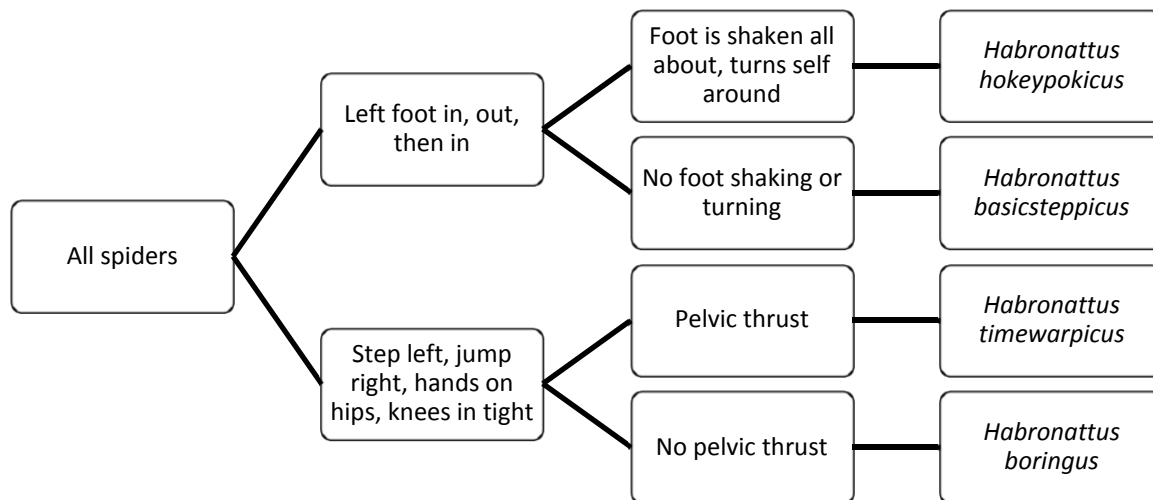 Foot is shaken all
about, turns self
around
Habronattus
hokeypokicus
Left foot in, out,
then in
No foot shaking or
turning
Habronattus
basicsteppicus
All spiders
Pelvic thrust
Habronattus
timewarpicus
Step left, jump
right, hands on
hips, knees in tight
No pelvic thrust
Habronattus
boringus